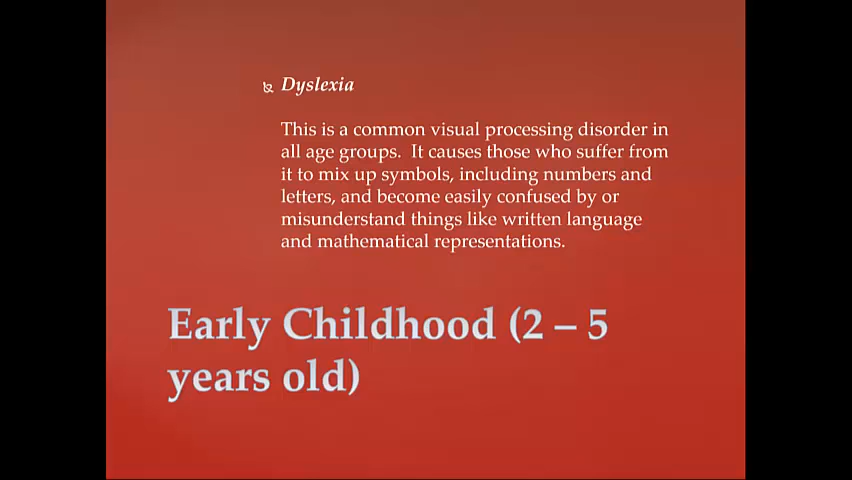 Dyslexia
This is a common visual processing disorder in
all age groups.  It causes those who suffer from
it to mix up symbols, including numbers and
letters, and become easily confused by or
misunderstand things like written language
and mathematical representations.
Early Childhood (2 – 5
years old)